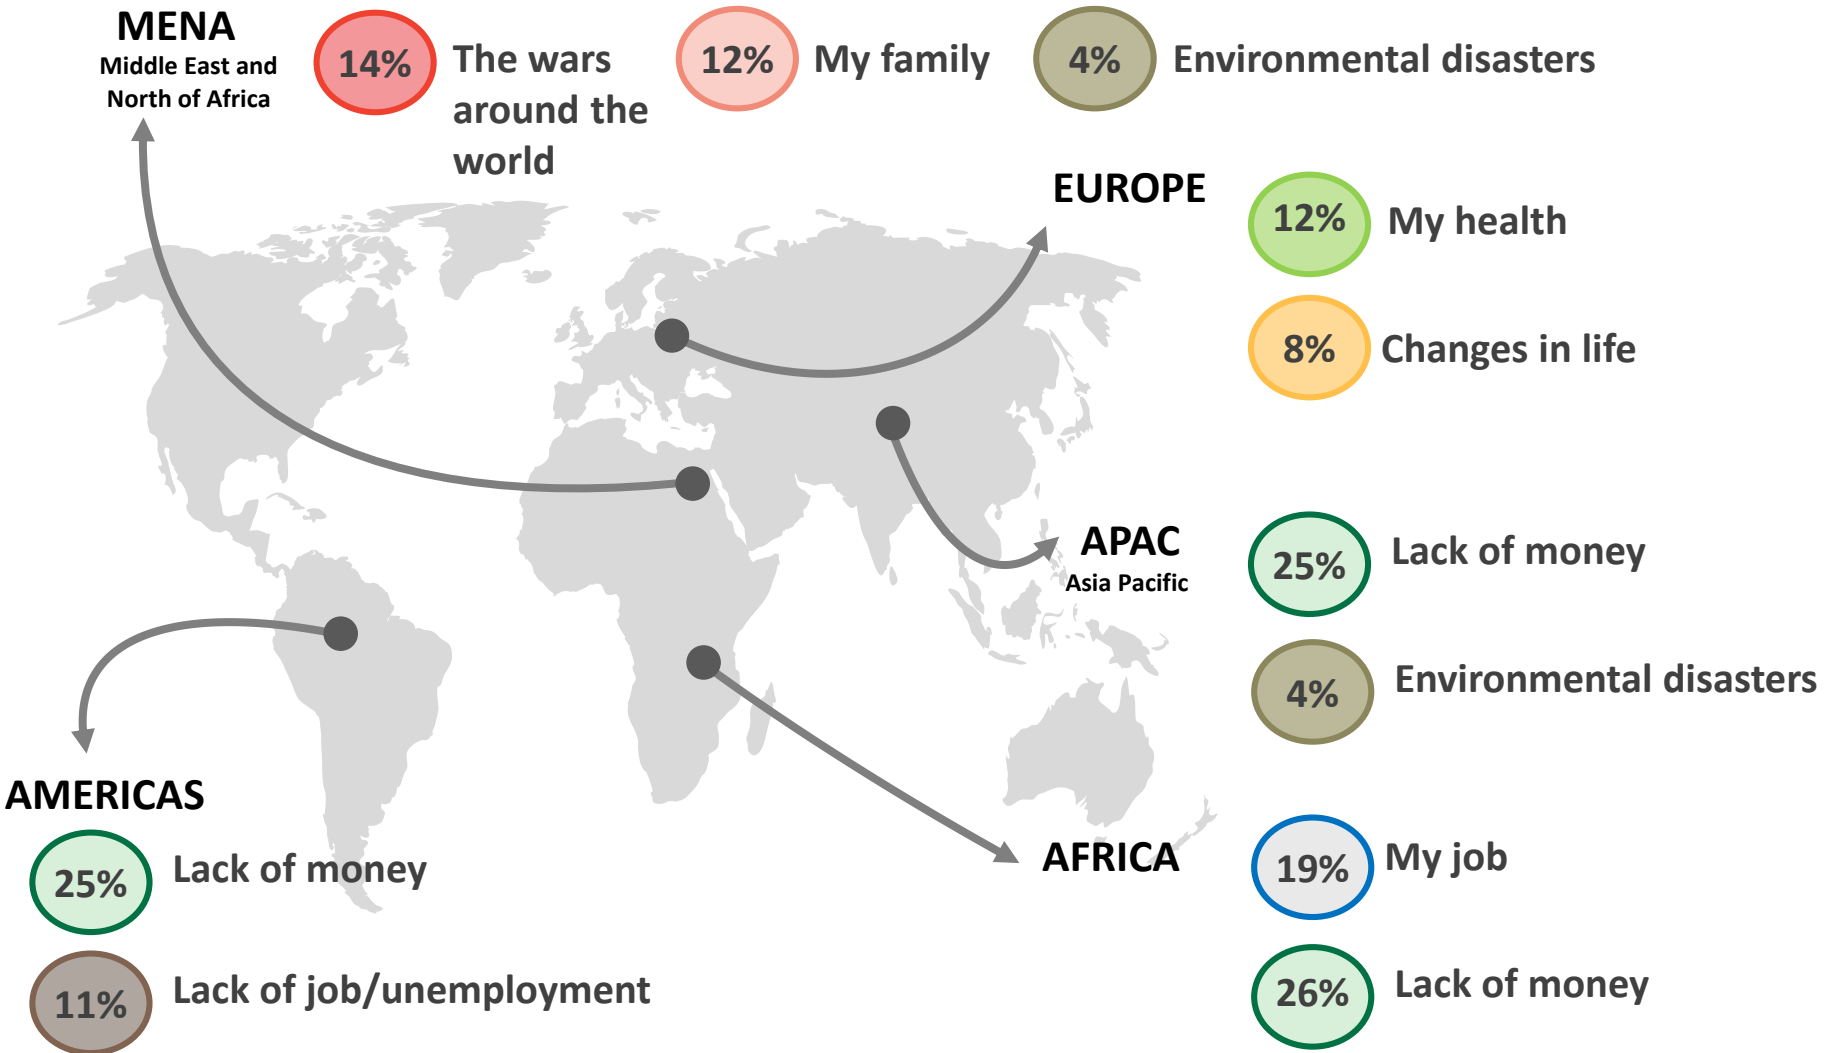 MENA
Middle East and
North of Africa
14%
The wars
around the
world
12%
My family
4%
Environmental disasters
EUROPE
12%
My health
8%
Changes in life
APAC
Asia Pacific
25%
Lack of money
4%
Environmental disasters
AMERICAS
25%
Lack of money
11%
Lack of job/unemployment
AFRICA
19%
My job
26%
Lack of money